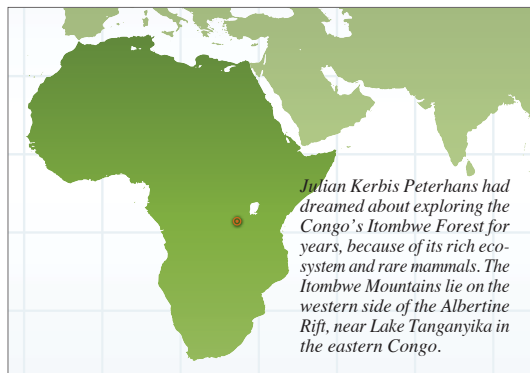 Julian Kerbis Peterhans had
dreamed about exploring the
Congo's Itombwe Forest for
years, because of its rich eco-
system and rare mammals. The
Itombwe Mountains lie on the
western side of the Albertine
Rift, near Lake Tanganyika in
the eastern Congo.